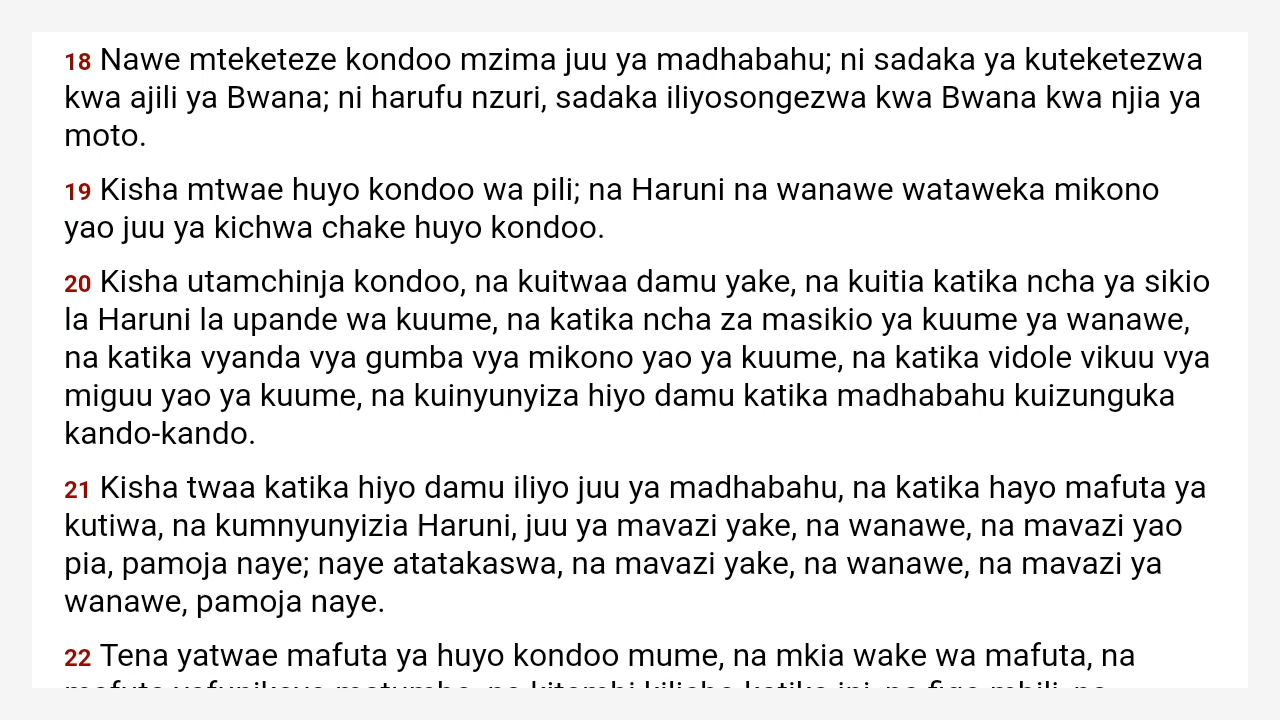 18 Nawe mteketeze kondoo mzima juu ya madhabahu; ni sadaka ya kuteketezwa
kwa ajili ya Bwana; ni harufu nzuri, sadaka iliyosongezwa kwa Bwana kwa njia ya
moto.
19 Kisha mtwae huyo kondoo wa pili; na Haruni na wanawe wataweka mikono
yao juu ya kichwa chake huyo kondoo.
20 Kisha utamchinja kondoo, na kuitwaa damu yake, na kuitia katika ncha ya sikio
la Haruni la upande wa kuume, na katika ncha za masikio ya kuume ya wanawe,
na katika vyanda vya gumba vya mikono yao ya kuume, na katika vidole vikuu vya
miguu yao ya kuume, na kuinyunyiza hiyo damu katika madhabahu kuizunguka
kando-kando.
21 Kisha twaa katika hiyo damu iliyo juu ya madhabahu, na katika hayo mafuta ya
kutiwa, na kumnyunyizia Haruni, juu ya mavazi yake, na wanawe, na mavazi yao
pia, pamoja naye; naye atatakaswa, na mavazi yake, na wanawe, na mavazi ya
wanawe, pamoja naye.
22 Tena yatwae mafuta ya huyo kondoo mume, na mkia wake wa mafuta, na